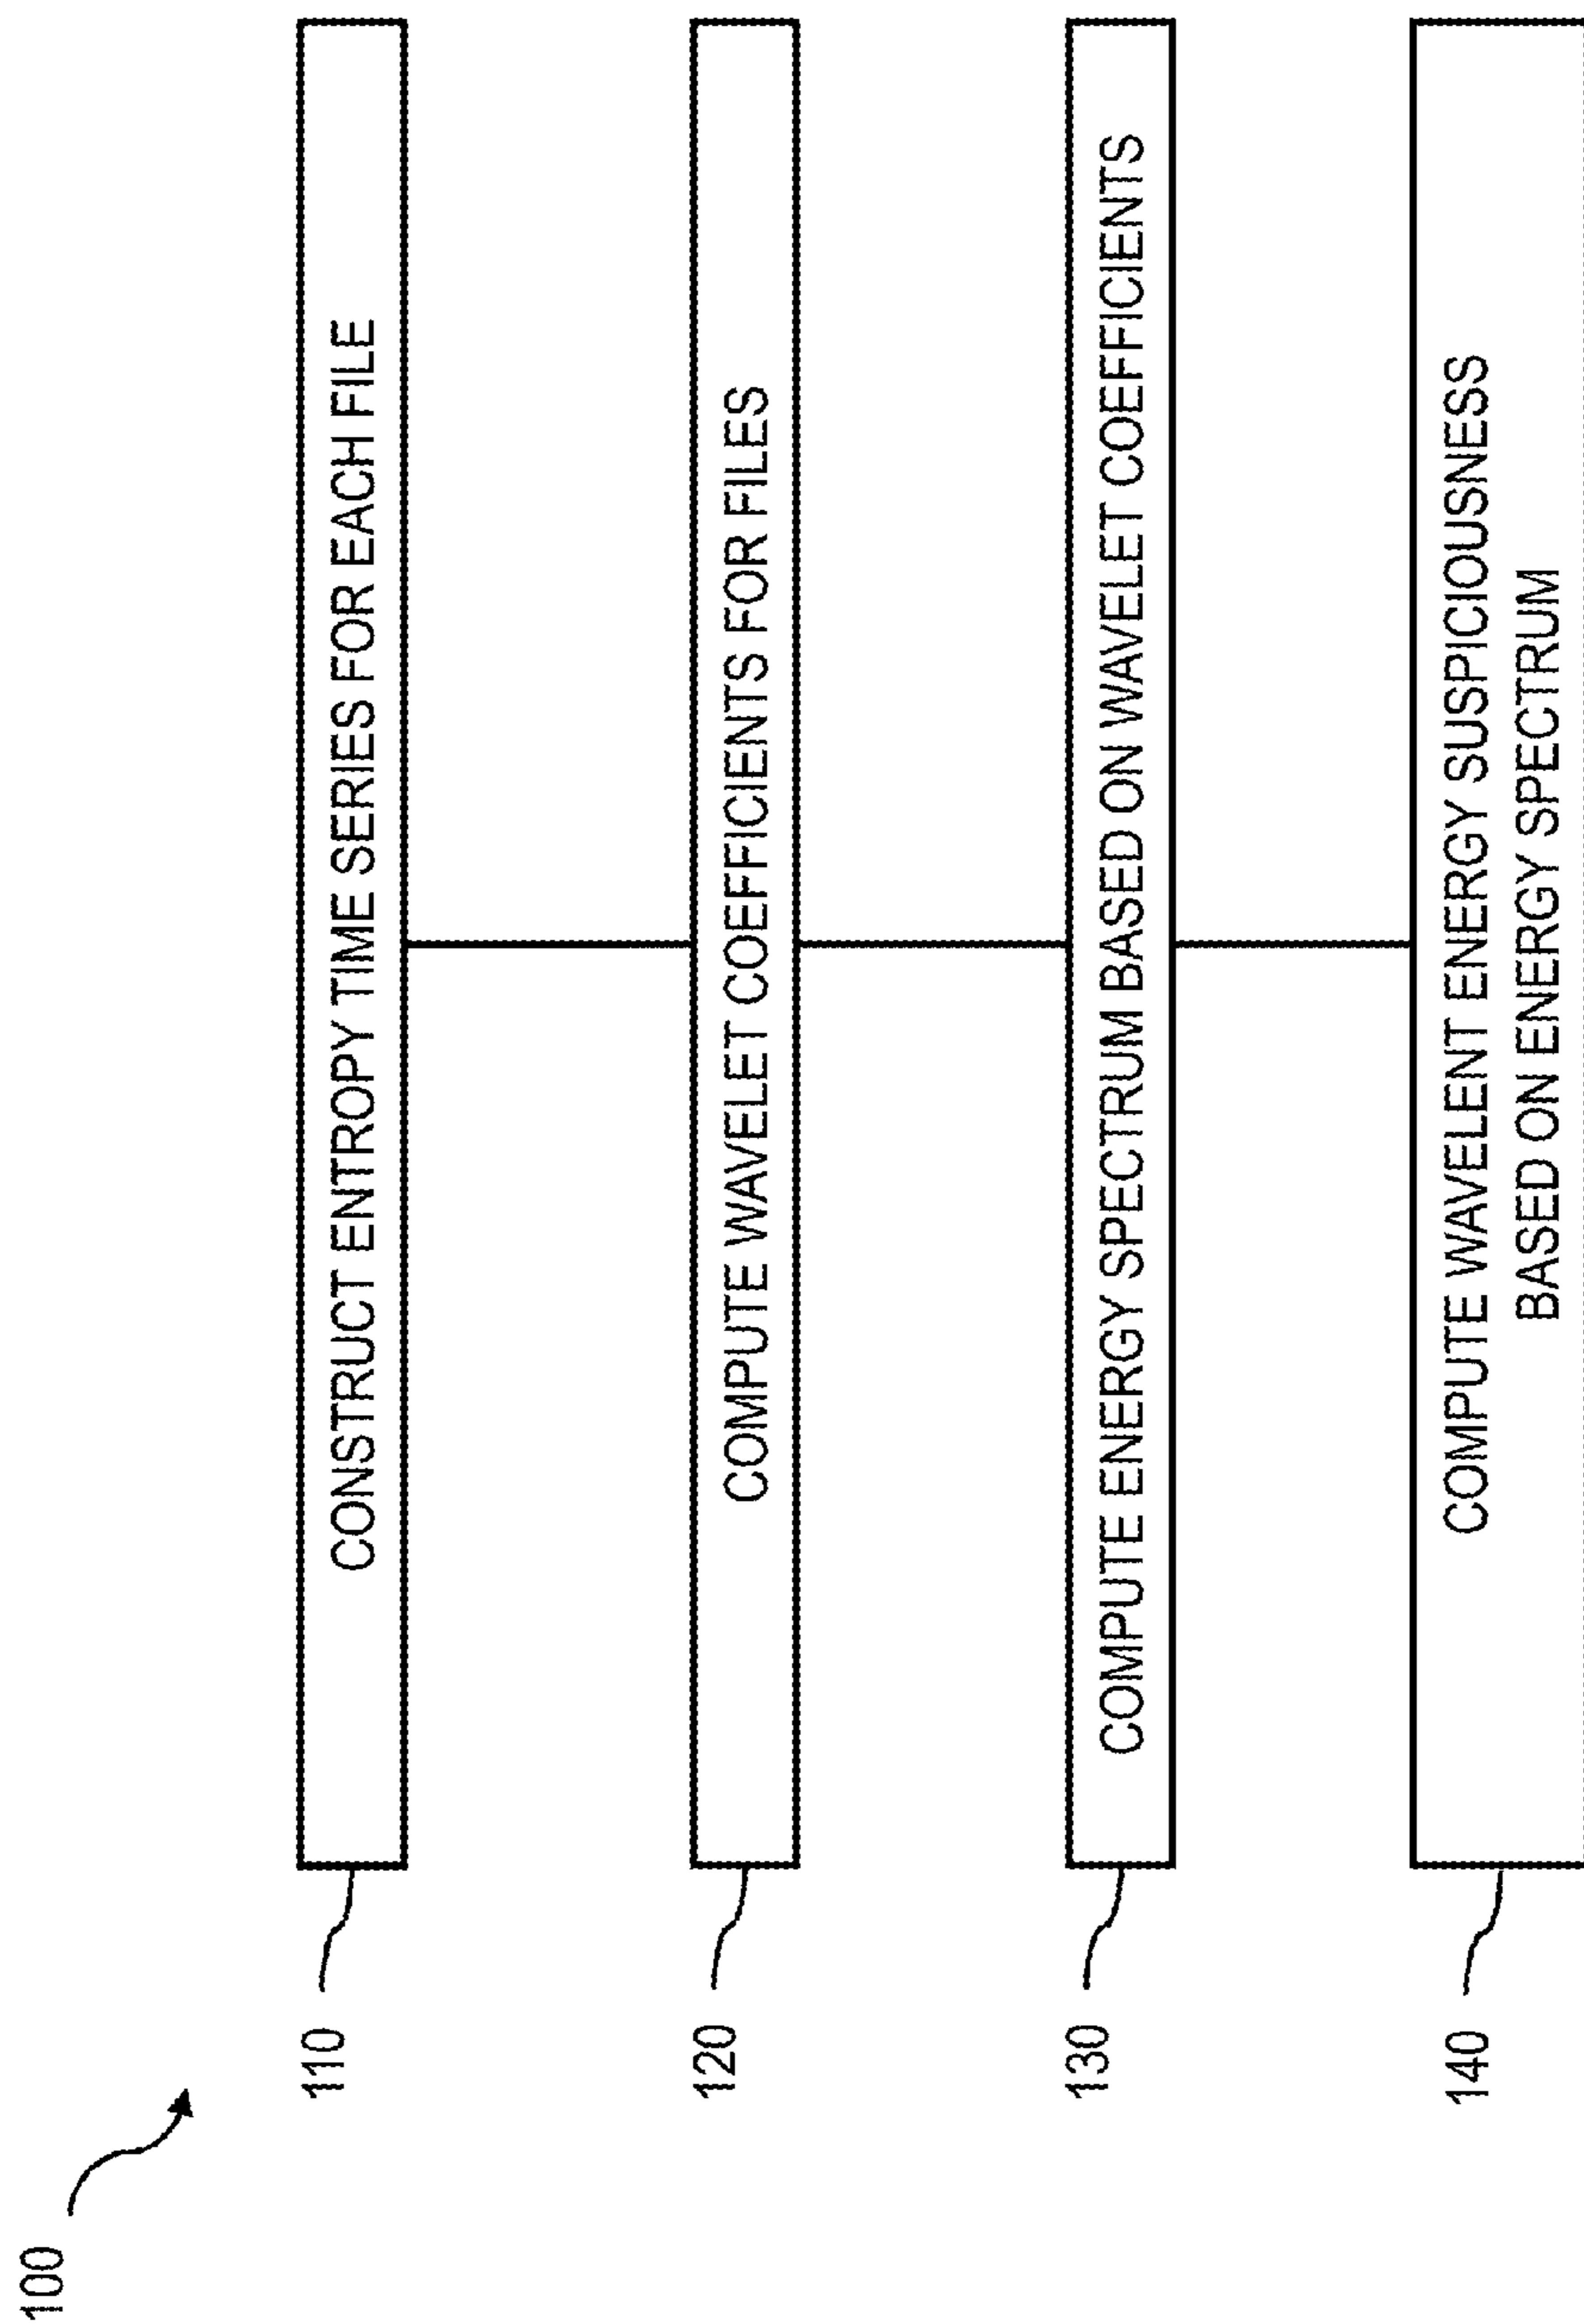 100
110
CONSTRUCT ENTROPY TIME SERIES FOR EACH FILE
120
COMPUTE WAVELET COEFFICIENTS FOR FILES
130
COMPUTE ENERGY SPECTRUM BASED ON WAVELET COEFFICIENTS
140
COMPUTE WAVELENT ENERGY SUSPICIOUSNESS
BASED ON ENERGY SPECTRUM